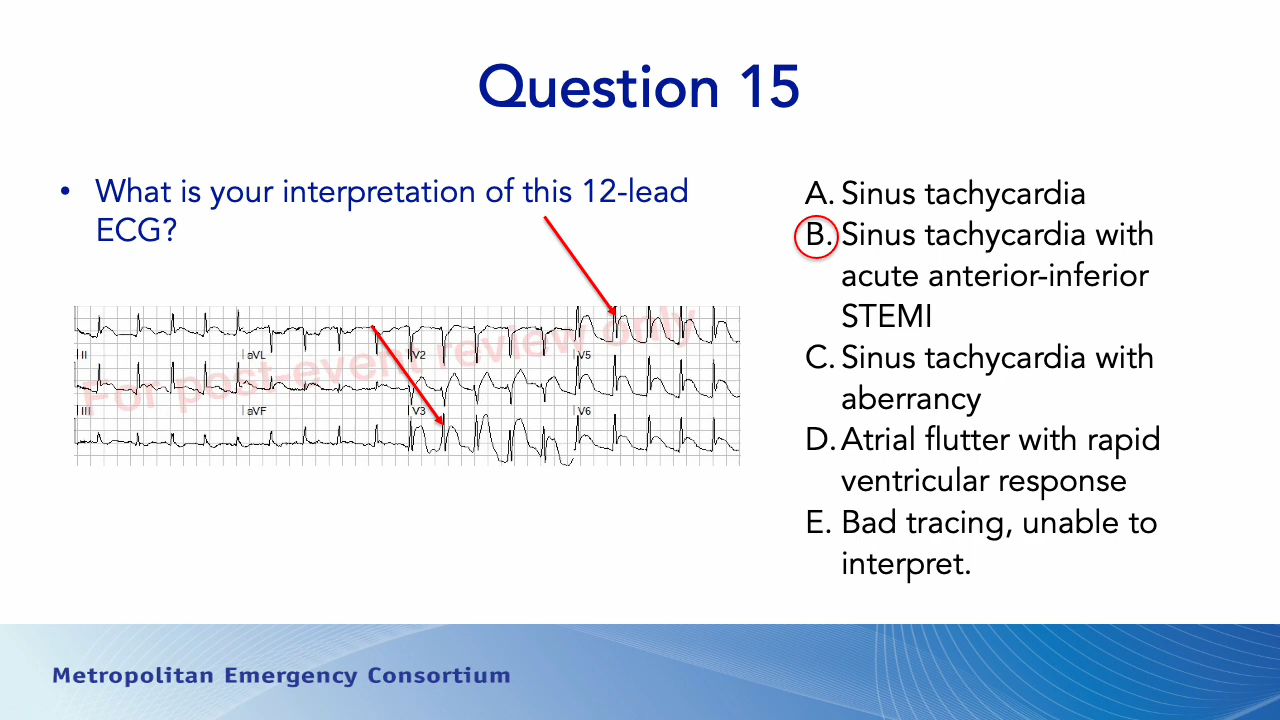 Question 15
• What is your interpretation of this 12-lead
ECG?
A. Sinus tachycardia
B. Sinus tachycardia with
acute anterior-inferior
STEMI
C. Sinus tachycardia with
aberrancy
D. Atrial flutter with rapid
ventricular response
E. Bad tracing, unable to
interpret.
For post-event review only
II aVL V2 V5
III aVF V3 V6
Metropolitan Emergency Consortium